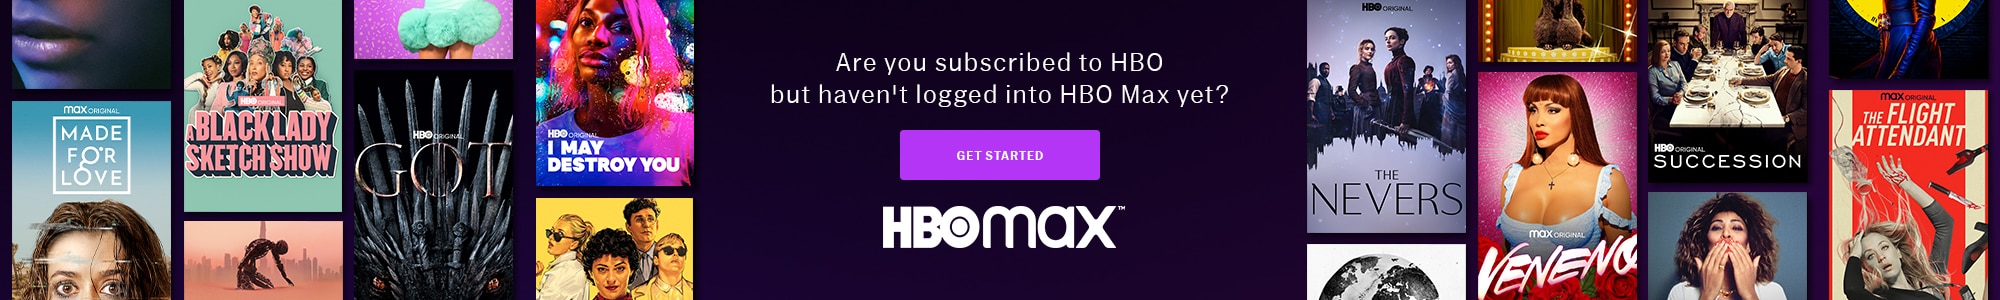 max ORIGINAL
MADE
FOR
LOVE
HBO ORIGINAL
A BLACK LADY
SKETCH SHOW
HBO ORIGINAL
GOT
HBO ORIGINAL
I MAY
DESTROY YOU
Are you subscribed to HBO
but haven't logged into HBO Max yet?
GET STARTED
HBOmax™
HBO ORIGINAL
THE
NEVERS
max ORIGINAL
VENENO
HBO ORIGINAL
SUCCESSION
max ORIGINAL
THE FLIGHT
ATTENDANT